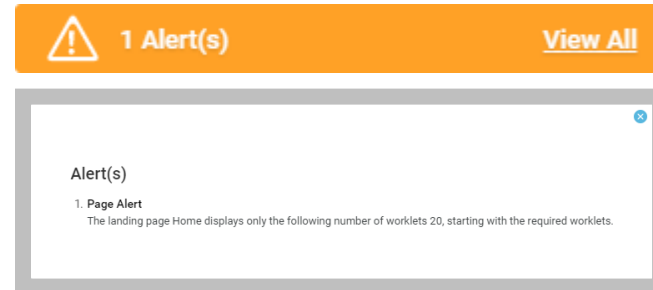 1 Alert(s) View All
Alert(s)
1. Page Alert
The landing page Home displays only the following number of worklets 20, starting with the required worklets.